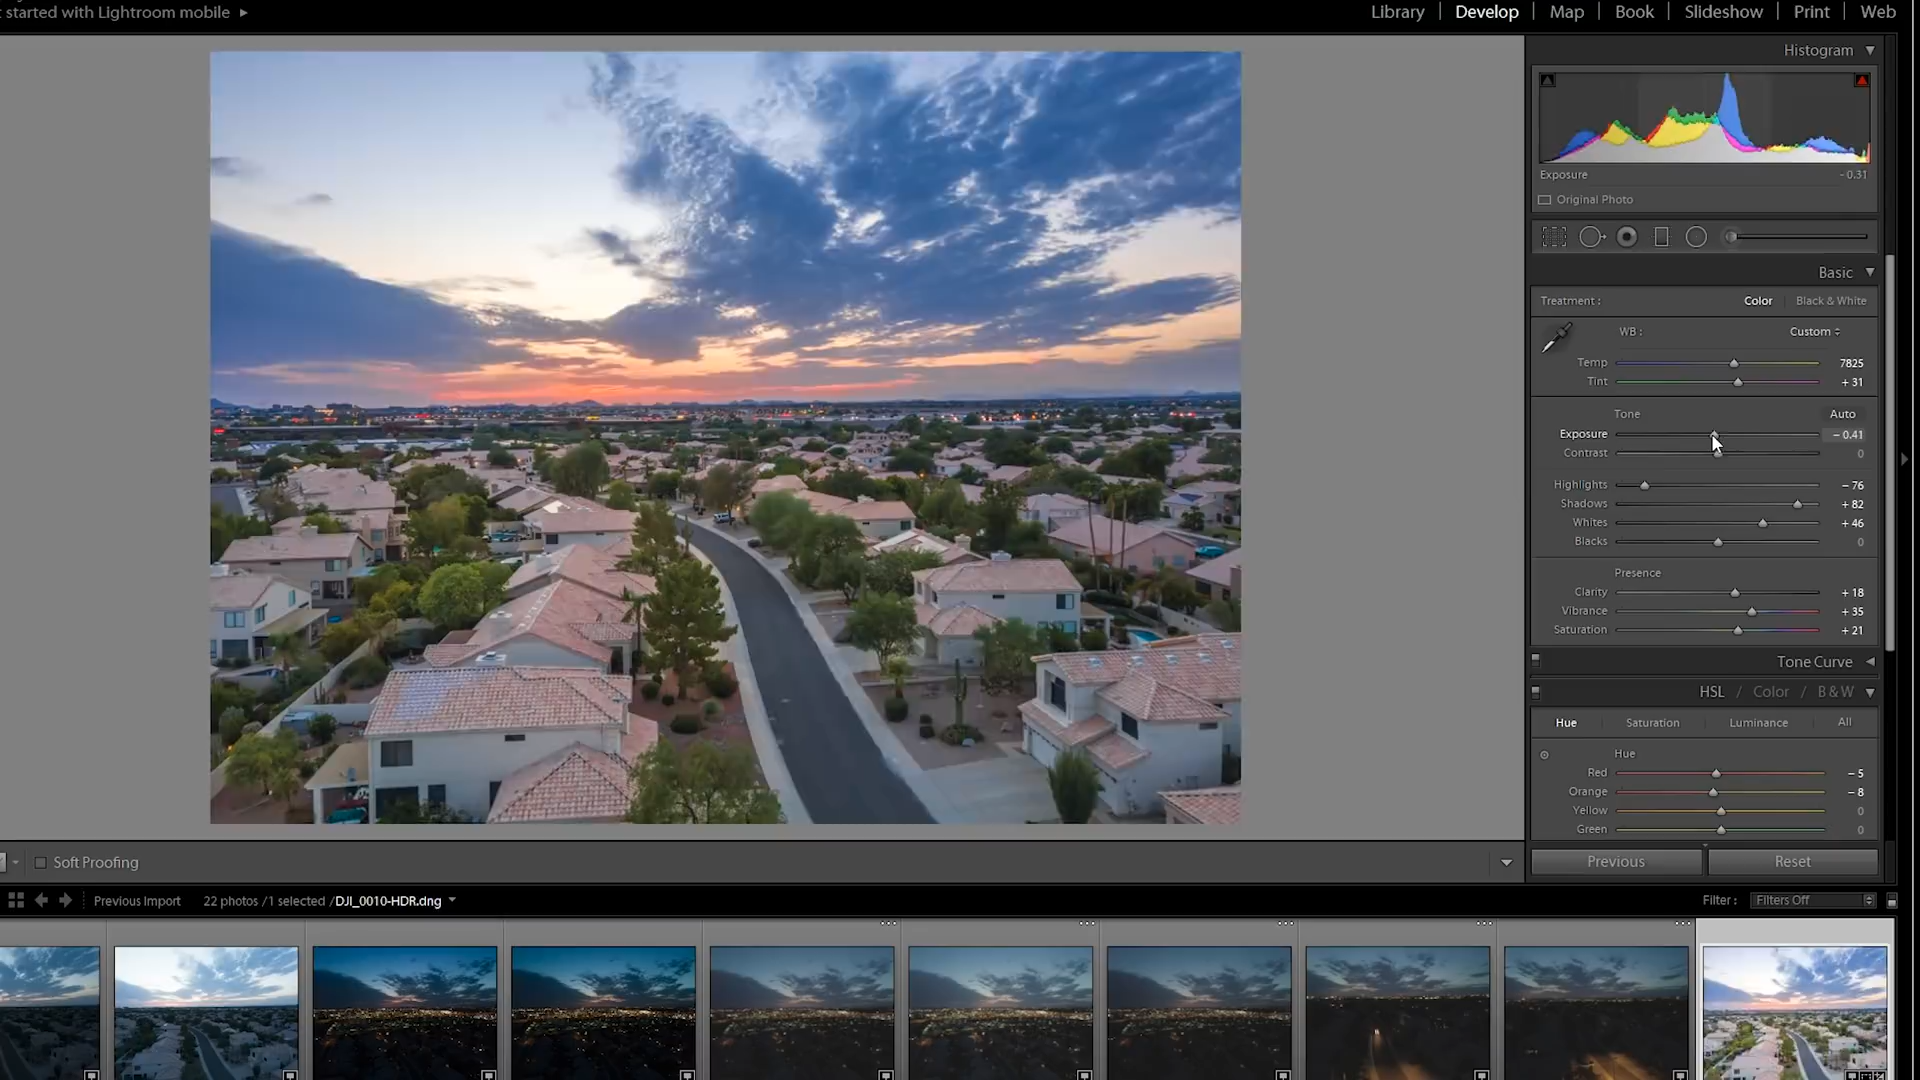 t started with Lightroom mobile
Library | Develop | Map | Book | Slideshow | Print | Web
Histogram
Exposure - 0.31
Original Photo
Basic
Treatment : Color Black & White
WB : Custom
Temp 7825
Tint + 31
Tone Auto
Exposure - 0.41
Contrast 0
Highlights - 76
Shadows + 82
Whites + 46
Blacks 0
Presence
Clarity + 18
Vibrance + 35
Saturation + 21
Tone Curve
HSL / Color / B & W
Hue Saturation Luminance All
Hue
Red - 5
Orange - 8
Yellow 0
Green 0
Soft Proofing
Previous Reset
Previous Import 22 photos / 1 selected / DJI_0010-HDR.dng Filter : Filters Off